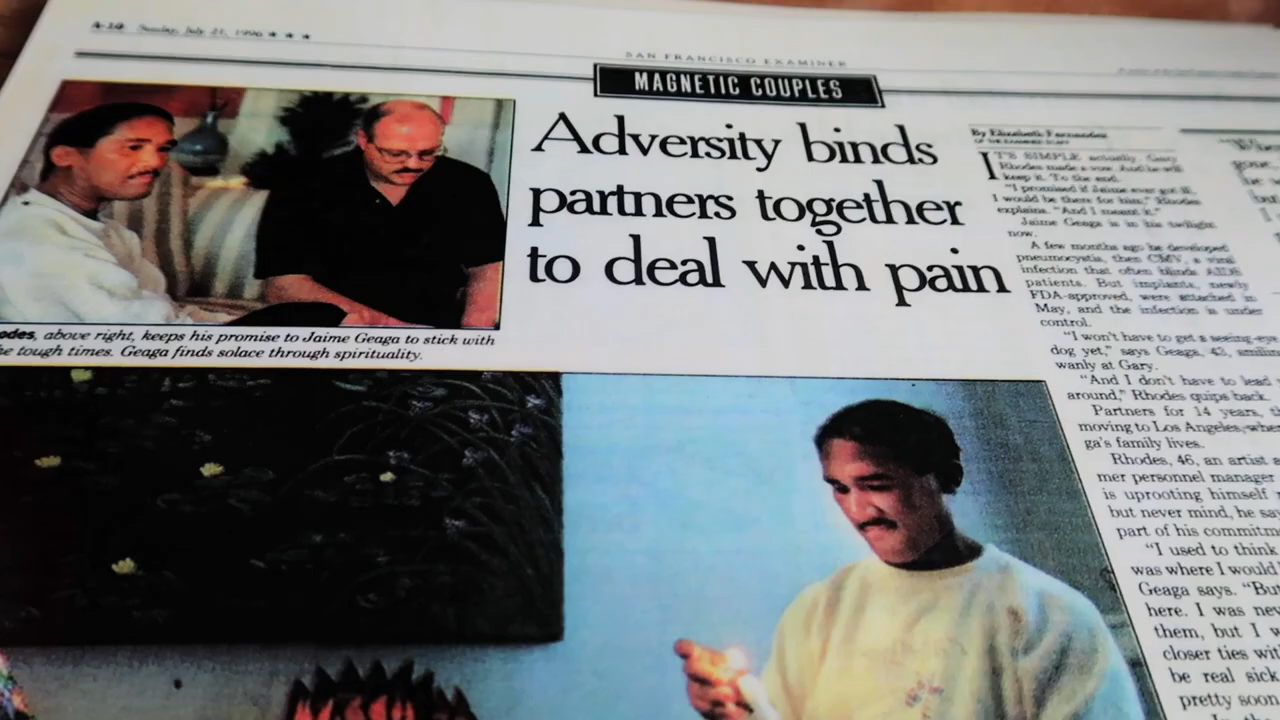 A-10 Sunday, July 21, 1996 ★ ★ ★
SAN FRANCISCO EXAMINER
MAGNETIC COUPLES
Adversity binds
partners together
to deal with pain
odes, above right, keeps his promise to Jaime Geaga to stick with
he tough times. Geaga finds solace through spirituality.
By Elizabeth Fernandez
OF THE EXAMINER STAFF
IT'S SIMPLE actually. Gary
Rhodes made a vow. And he will
keep it. To the end.
"I promised if Jaime ever got ill,
I would be there for him," Rhodes
explains. "And I meant it."
Jaime Geaga is in his twilight
now.
A few months ago he developed
pneumocystis, then CMV, a viral
infection that often blinds AIDS
patients. But implants, newly
FDA-approved, were attached in
May, and the infection is under
control.
"I won't have to get a seeing-eye
dog yet," says Geaga, 43, smilin
wanly at Gary.
"And I don't have to lead
around," Rhodes quips back.
Partners for 14 years, th
moving to Los Angeles, wher
ga's family lives.
Rhodes, 46, an artist a
mer personnel manager
is uprooting himself
but never mind, he sa
part of his commitm
"I used to think
was where I would
Geaga says. "But
here. I was nev
them, but I w
closer ties wit
be real sick
pretty soon